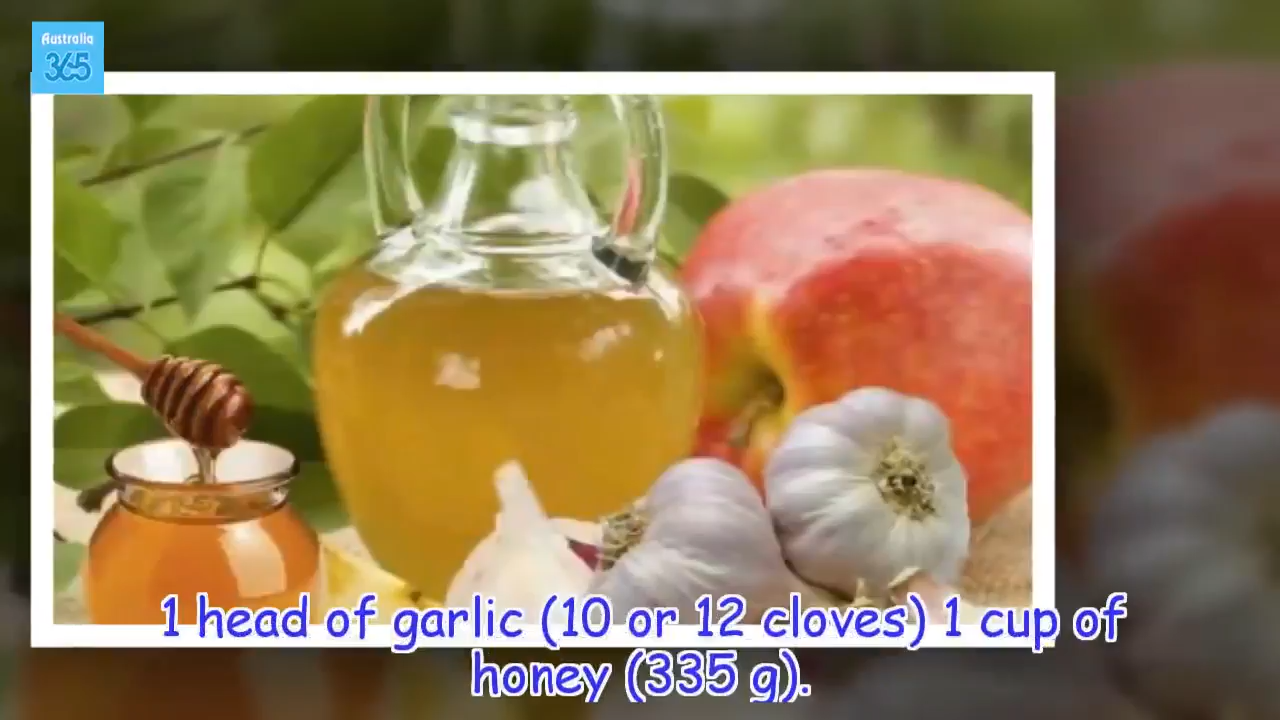 Australia
365
1 head of garlic (10 or 12 cloves) 1 cup of
honey (335 g).